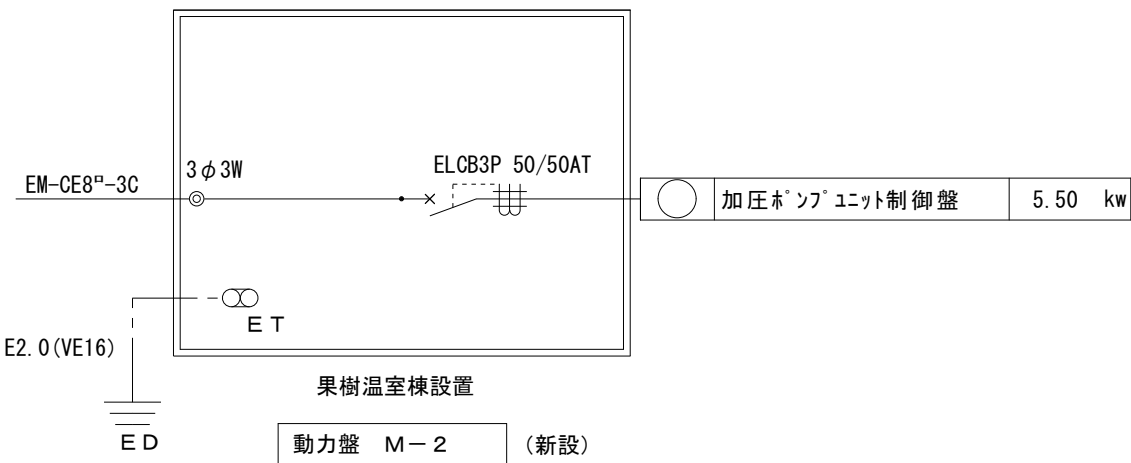 3φ3W
ELCB3P 50/50AT
EM-CE8□-3C
加圧ﾎﾟﾝﾌﾟﾕﾆｯﾄ制御盤 5.50 kw
ET
E2.0(VE16)
果樹温室棟設置
ED
動力盤 M-2 (新設)